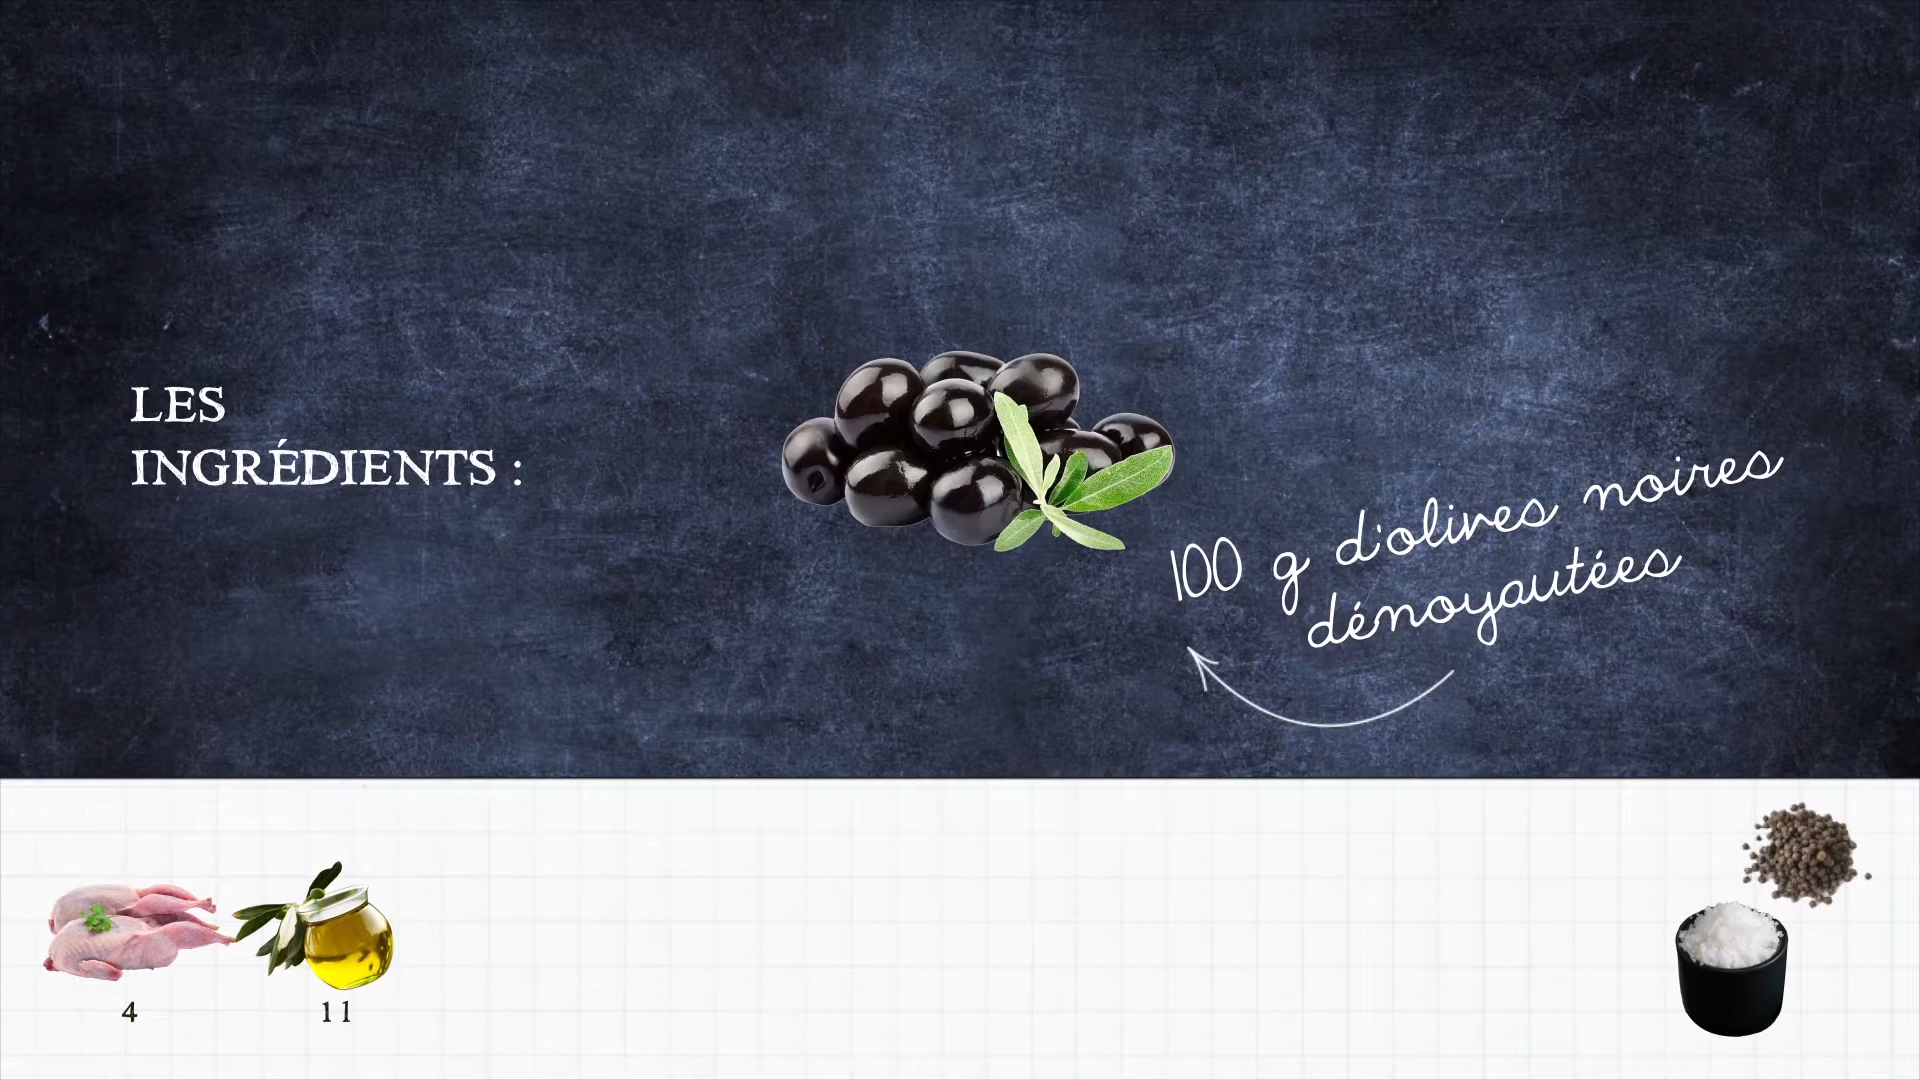 LES
INGRÉDIENTS :
100 g d'olives noires
dénoyautées
4
11